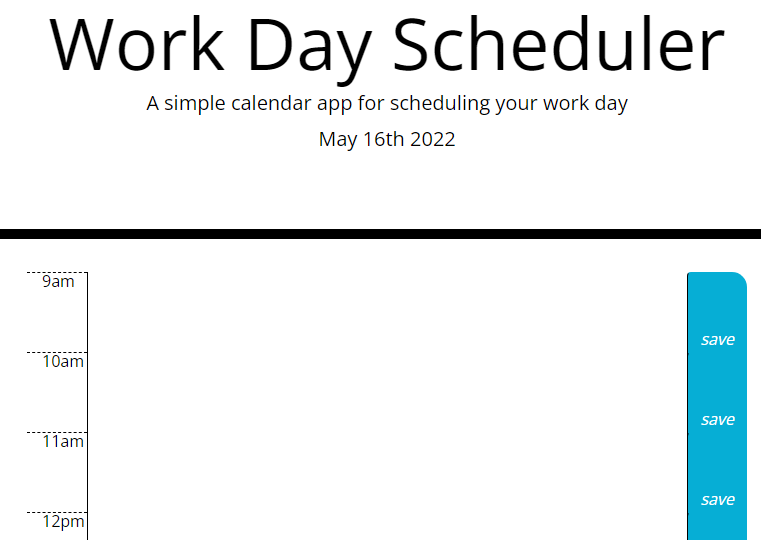 Work Day Scheduler
A simple calendar app for scheduling your work day
May 16th 2022
9am
save
10am
save
11am
save
12pm